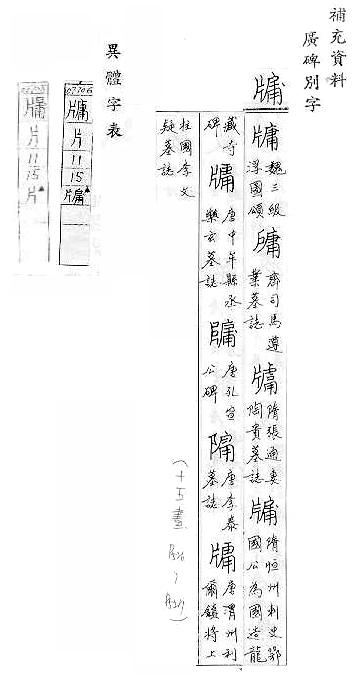 補充資料
廣碑別字
牖
牖 魏三級浮圖頌 牖 齊司馬遵業墓誌 牖 隋張通妻陶貴墓誌 牖 隋恒州刺史鄂國公為國造龍
藏寺碑 牖 唐中牟縣丞樂玄墓誌 牖 唐孔宣公碑 牖 唐李泰墓誌 牖 唐渭州利爾鎮將上
柱國李文疑墓誌
(十五畫
異體字表
02706
牖
片
11
15
牖
牖
片
11
15
片